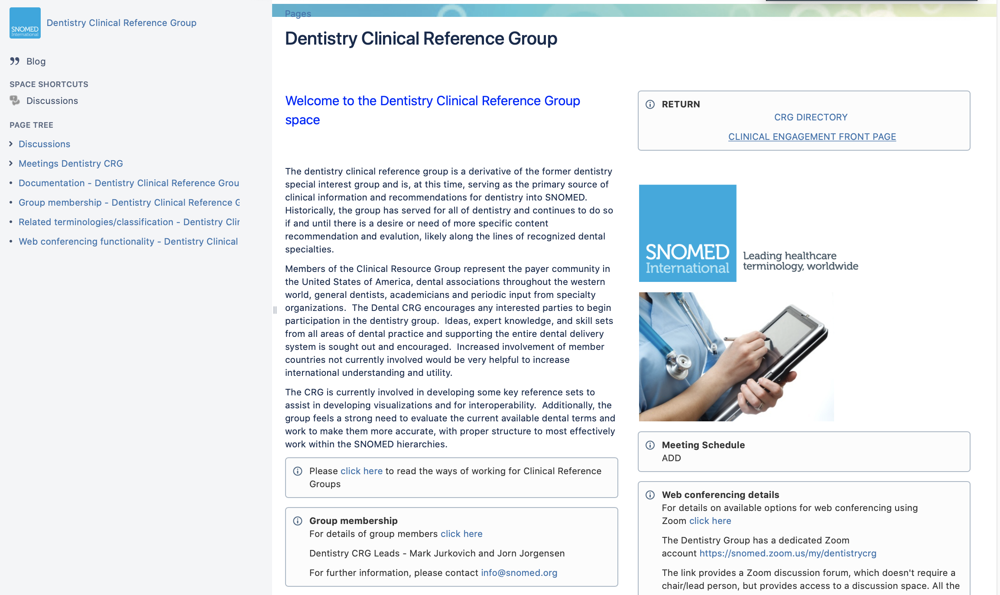 SNOMED
International
Dentistry Clinical Reference Group
Blog
SPACE SHORTCUTS
Discussions
PAGE TREE
Discussions
Meetings Dentistry CRG
Documentation - Dentistry Clinical Reference Grou
Group membership - Dentistry Clinical Reference G
Related terminologies/classification - Dentistry Clir
Web conferencing functionality - Dentistry Clinical
Pages
Dentistry Clinical Reference Group
Welcome to the Dentistry Clinical Reference Group
space
The dentistry clinical reference group is a derivative of the former dentistry
special interest group and is, at this time, serving as the primary source of
clinical information and recommendations for dentistry into SNOMED.
Historically, the group has served for all of dentistry and continues to do so
if and until there is a desire or need of more specific content
recommendation and evalution, likely along the lines of recognized dental
specialties.
Members of the Clinical Resource Group represent the payer community in
the United States of America, dental associations throughout the western
world, general dentists, academicians and periodic input from specialty
organizations.  The Dental CRG encourages any interested parties to begin
participation in the dentistry group.  Ideas, expert knowledge, and skill sets
from all areas of dental practice and supporting the entire dental delivery
system is sought out and encouraged.  Increased involvement of member
countries not currently involved would be very helpful to increase
international understanding and utility.
The CRG is currently involved in developing some key reference sets to
assist in developing visualizations and for interoperability.  Additionally, the
group feels a strong need to evaluate the current available dental terms and
work to make them more accurate, with proper structure to most effectively
work within the SNOMED hierarchies.
Please click here to read the ways of working for Clinical Reference
Groups
Group membership
For details of group members click here
Dentistry CRG Leads - Mark Jurkovich and Jorn Jorgensen
For further information, please contact info@snomed.org
RETURN
CRG DIRECTORY
CLINICAL ENGAGEMENT FRONT PAGE
SNOMED
International
Leading healthcare
terminology, worldwide
Meeting Schedule
ADD
Web conferencing details
For details on available options for web conferencing using
Zoom click here
The Dentistry Group has a dedicated Zoom
account https://snomed.zoom.us/my/dentistrycrg
The link provides a Zoom discussion forum, which doesn't require a
chair/lead person, but provides access to a discussion space. All the